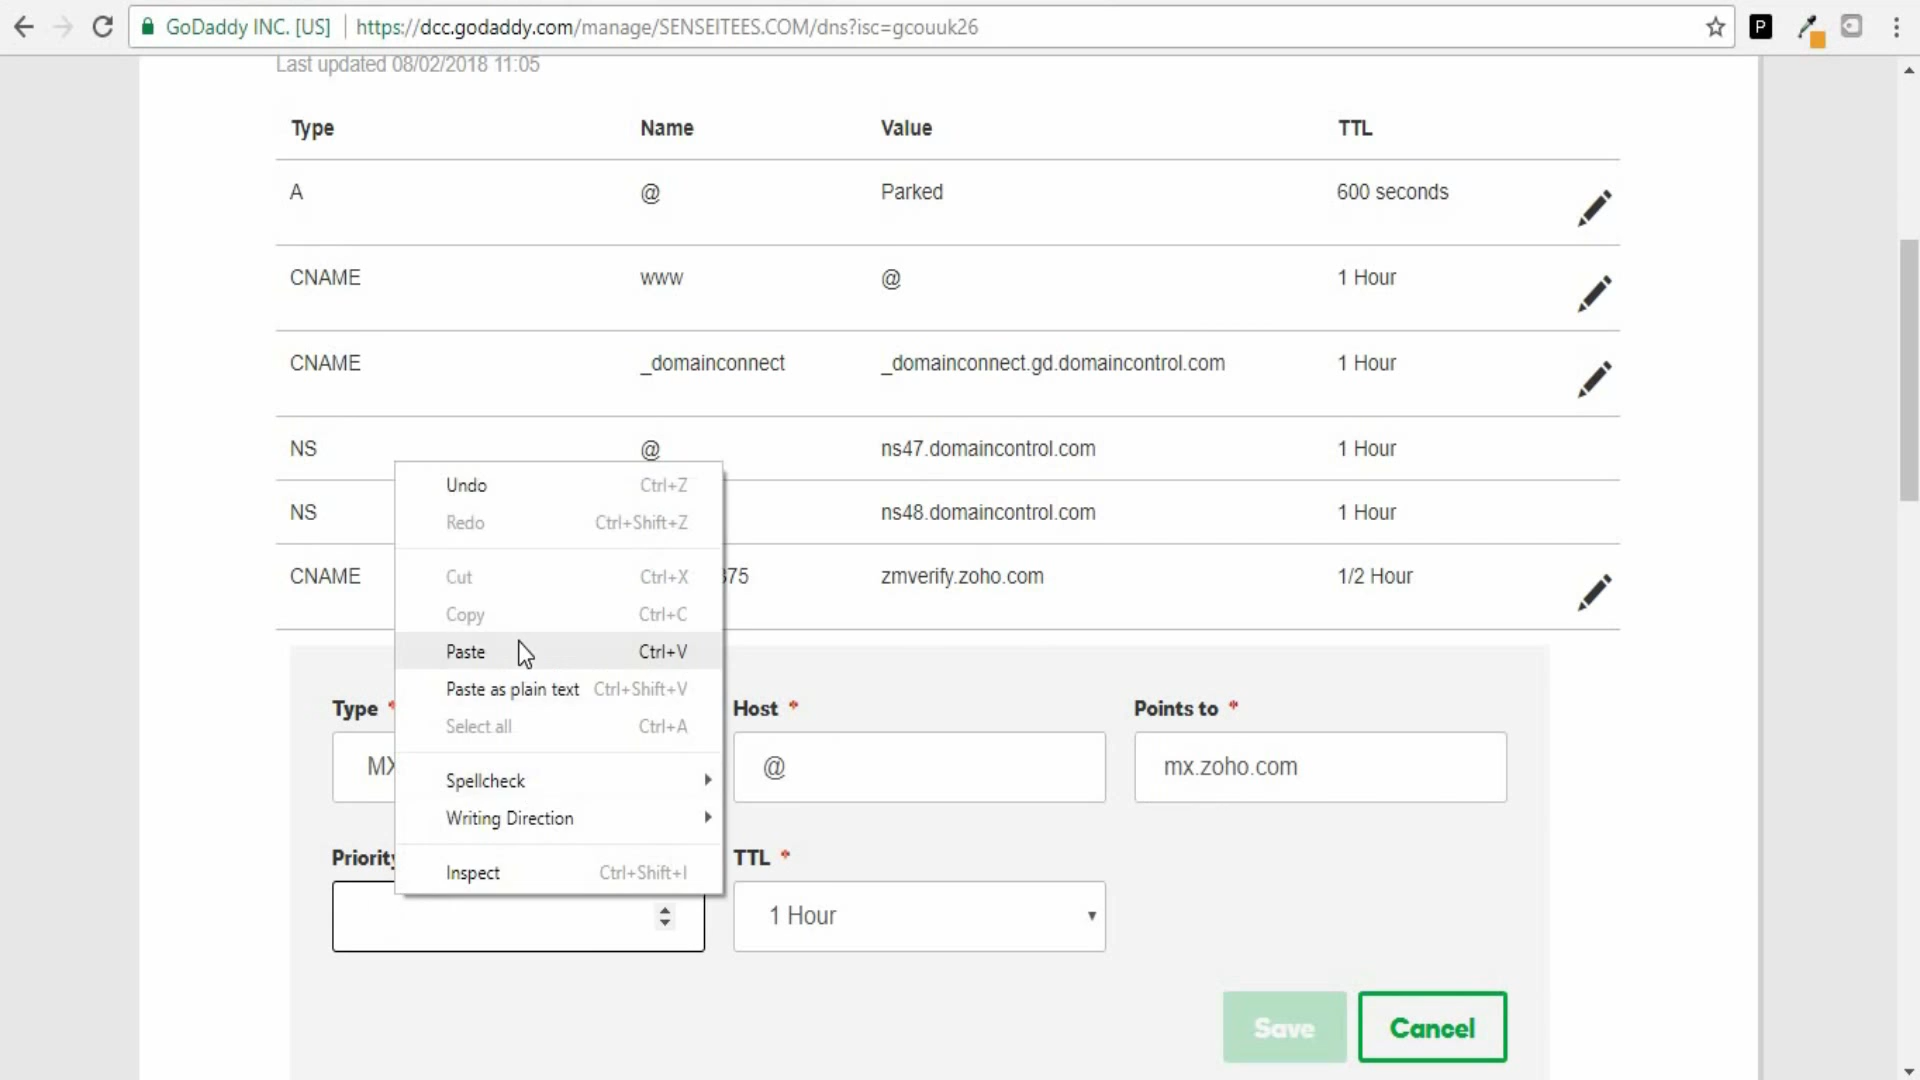 GoDaddy INC. [US] https://dcc.godaddy.com/manage/SENSEITEES.COM/dns?isc=gcouuk26
P
Last updated 08/02/2018 11:05
Type Name Value TTL
A @ Parked 600 seconds
CNAME www @ 1 Hour
CNAME _domainconnect _domainconnect.gd.domaincontrol.com 1 Hour
NS @ ns47.domaincontrol.com 1 Hour
NS ns48.domaincontrol.com 1 Hour
CNAME 375 zmverify.zoho.com 1/2 Hour
Undo Ctrl+Z
Redo Ctrl+Shift+Z
Cut Ctrl+X
Copy Ctrl+C
Paste Ctrl+V
Paste as plain text Ctrl+Shift+V
Select all Ctrl+A
Spellcheck
Writing Direction
Inspect Ctrl+Shift+I
Type * Host * Points to *
MX @ mx.zoho.com
Priority TTL *
1 Hour
Save Cancel